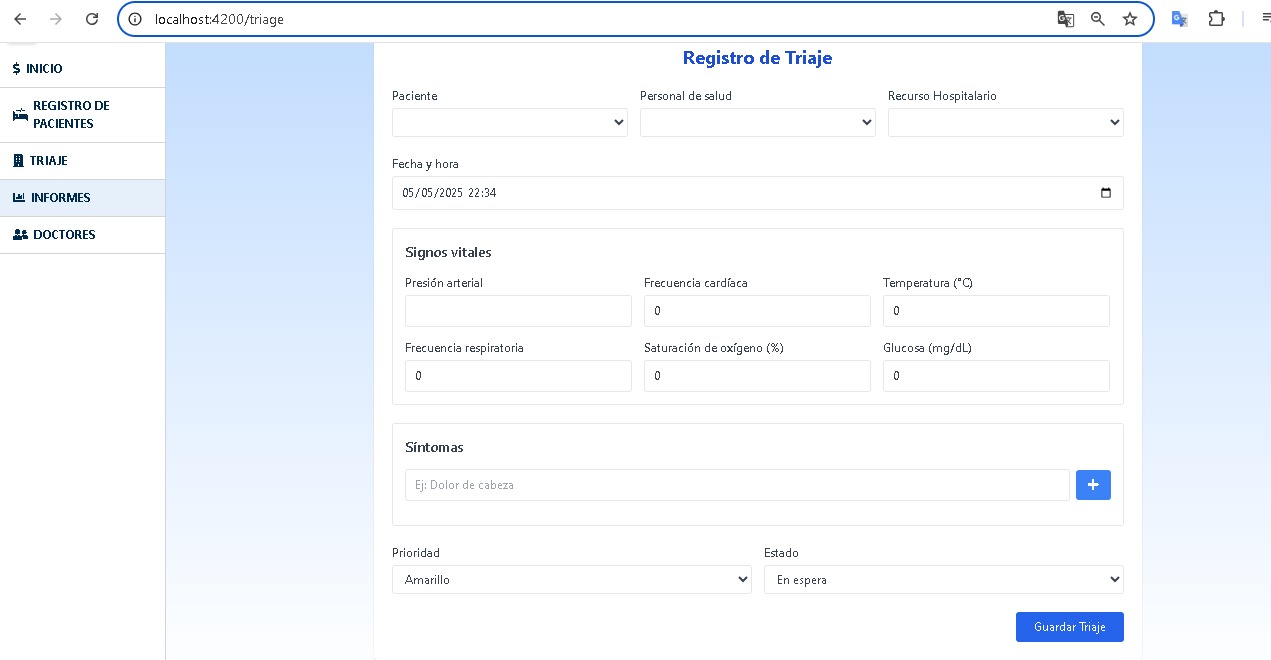 localhost:4200/triage
INICIO
REGISTRO DE
PACIENTES
TRIAJE
INFORMES
DOCTORES
Registro de Triaje
Paciente
Personal de salud
Recurso Hospitalario
Fecha y hora
05/05/2025 22:34
Signos vitales
Presión arterial
Frecuencia cardíaca
Temperatura (°C)
0
0
Frecuencia respiratoria
Saturación de oxígeno (%)
Glucosa (mg/dL)
0
0
0
Síntomas
Ej: Dolor de cabeza
+
Prioridad
Estado
Amarillo
En espera
Guardar Triaje